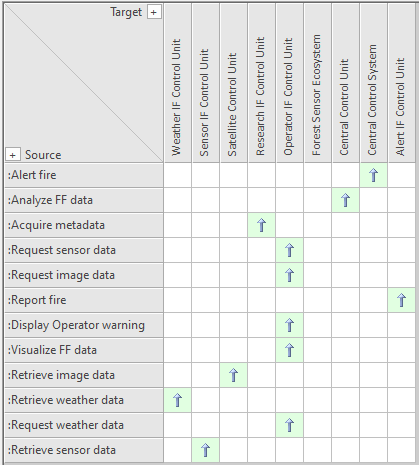 Target +
Weather IF Control Unit
Sensor IF Control Unit
Satellite Control Unit
Research IF Control Unit
Operator IF Control Unit
Forest Sensor Ecosystem
Central Control Unit
Central Control System
Alert IF Control Unit
+ Source
:Alert fire
:Analyze FF data
:Acquire metadata
:Request sensor data
:Request image data
:Report fire
:Display Operator warning
:Visualize FF data
:Retrieve image data
:Retrieve weather data
:Request weather data
:Retrieve sensor data